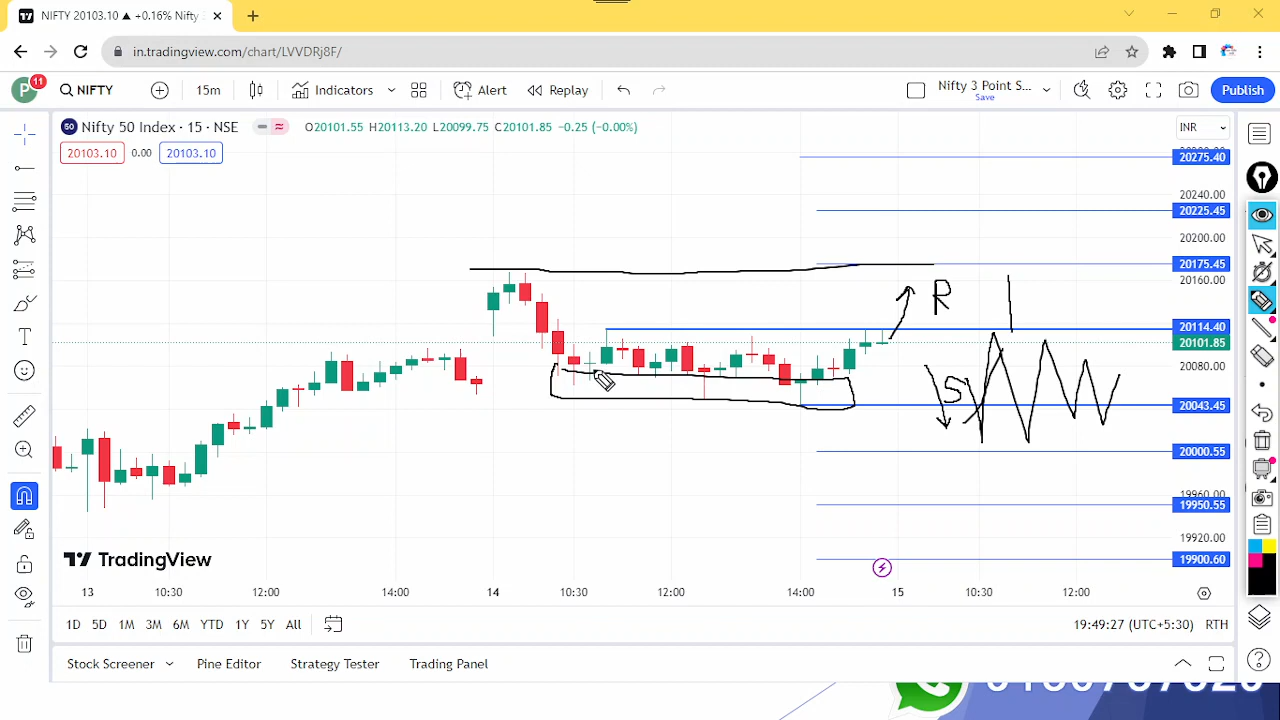 NIFTY 20103.10 ▲ +0.16% Nifty
in.tradingview.com/chart/LVVDRj8F/
P 11 NIFTY 15m Indicators Alert Replay Nifty 3 Point S... Publish
Save
50 Nifty 50 Index · 15 · NSE O20101.55 H20113.20 L20099.75 C20101.85 -0.25 (-0.00%) INR
20103.10 0.00 20103.10
20275.40
20240.00
20225.45
20200.00
20175.45
20160.00
R
20114.40
20101.85
20080.00
S
20043.45
20000.55
19960.00
19950.55
19920.00
19900.60
TradingView
13 10:30 12:00 14:00 14 10:30 12:00 14:00 15 10:30 12:00
1D 5D 1M 3M 6M YTD 1Y 5Y All 19:49:27 (UTC+5:30) RTH
Stock Screener Pine Editor Strategy Tester Trading Panel